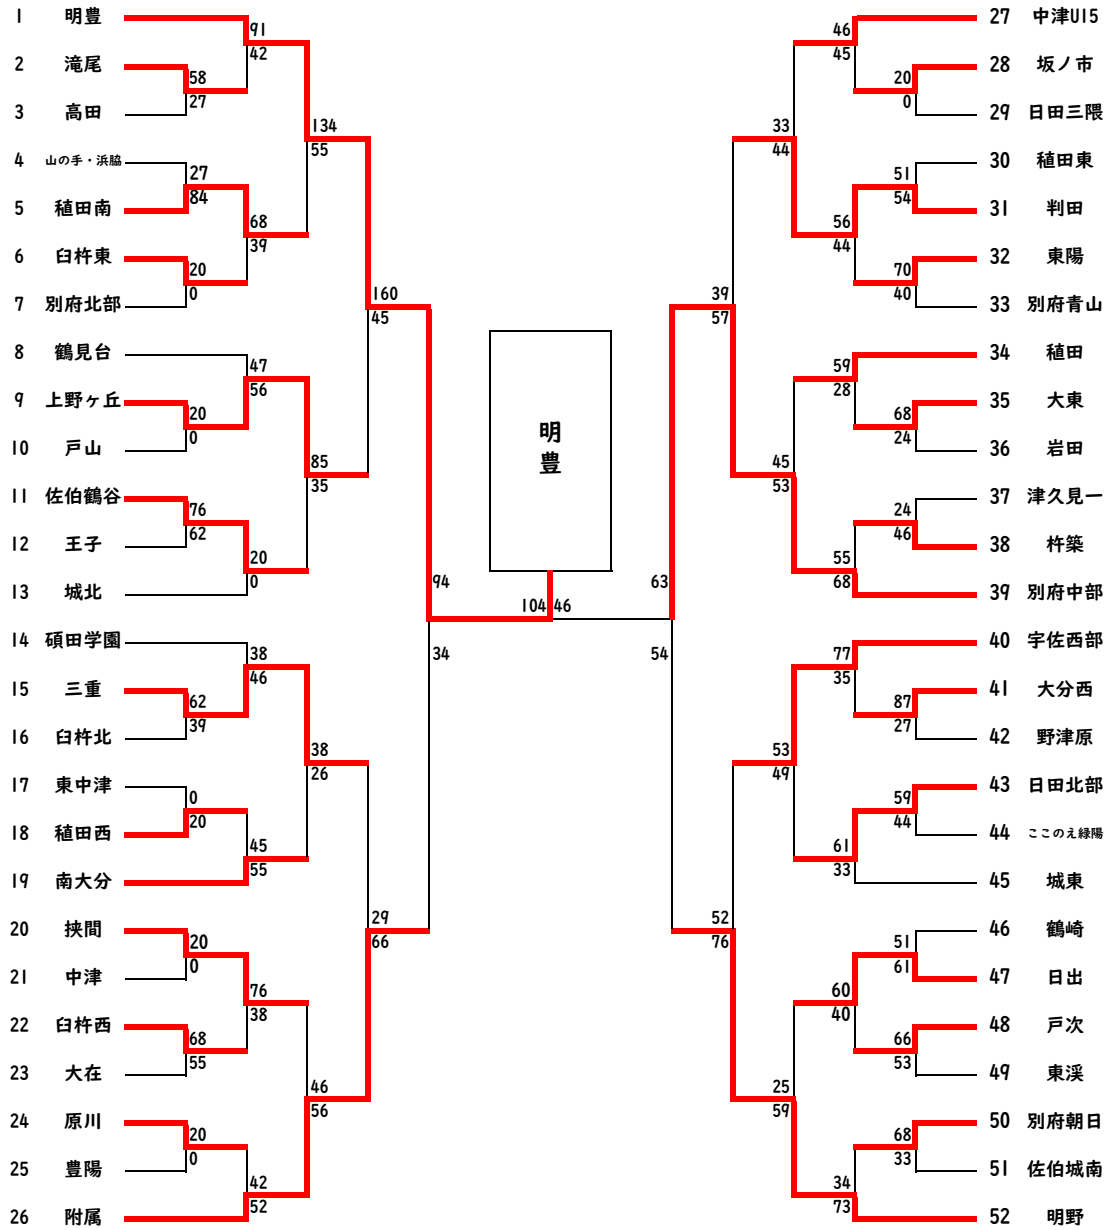 1 明豊
2 滝尾
3 高田
4 山の手・浜脇
5 稙田南
6 臼杵東
7 別府北部
8 鶴見台
9 上野ヶ丘
10 戸山
11 佐伯鶴谷
12 王子
13 城北
14 碩田学園
15 三重
16 臼杵北
17 東中津
18 稙田西
19 南大分
20 挾間
21 中津
22 臼杵西
23 大在
24 原川
25 豊陽
26 附属
91
42
58
27
134
55
27
84
68
39
20
0
160
45
47
56
20
0
85
35
76
62
20
0
94
34
38
46
62
39
38
26
0
20
45
55
29
66
20
0
76
38
68
55
46
56
20
0
42
52
明豊
104 46
46
45
20
0
33
44
51
54
56
44
70
40
39
57
59
28
68
24
45
53
24
46
55
68
63
54
77
35
87
27
53
49
59
44
61
33
52
76
51
61
60
40
66
53
25
59
68
33
34
73
27 中津U15
28 坂ノ市
29 日田三隈
30 稙田東
31 判田
32 東陽
33 別府青山
34 稙田
35 大東
36 岩田
37 津久見一
38 杵築
39 別府中部
40 宇佐西部
41 大分西
42 野津原
43 日田北部
44 ここのえ緑陽
45 城東
46 鶴崎
47 日出
48 戸次
49 東渓
50 別府朝日
51 佐伯城南
52 明野